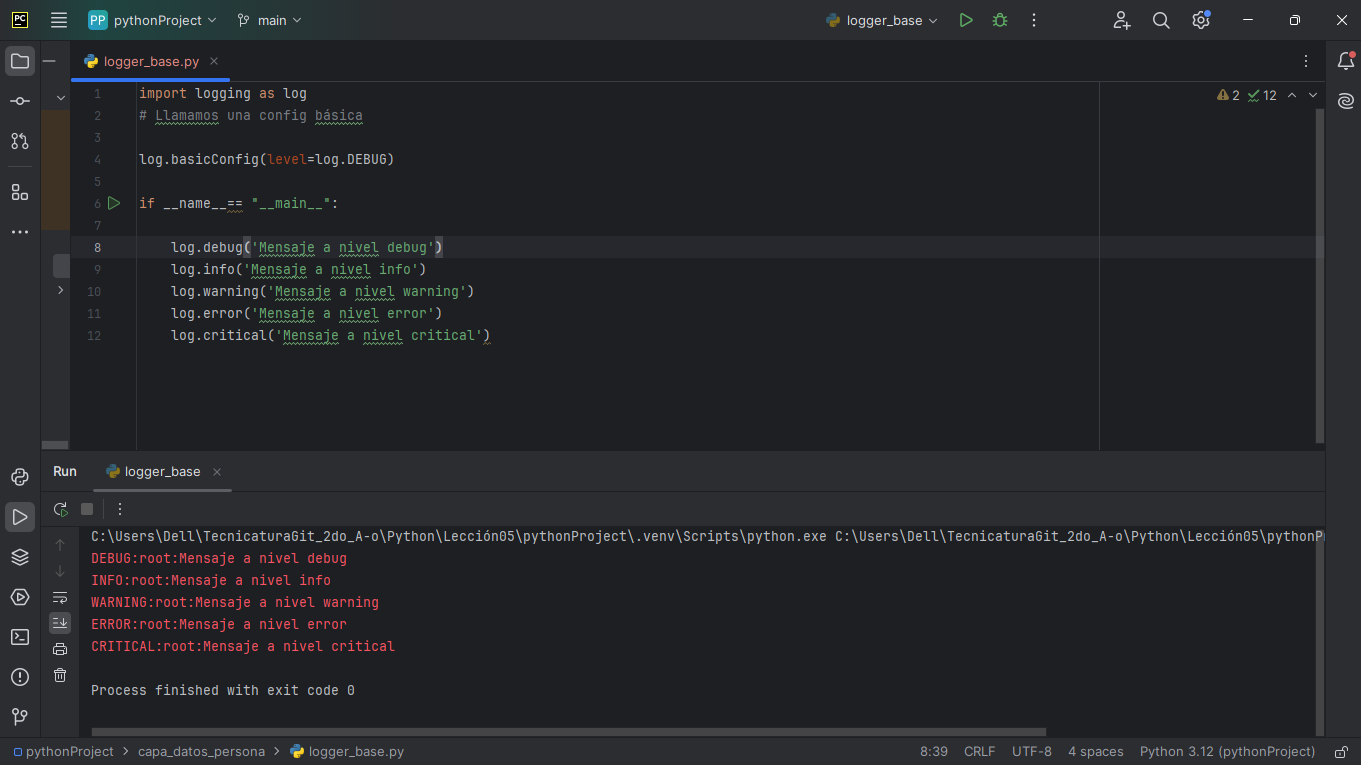 PC PP pythonProject main logger_base
logger_base.py
2 12
1 import logging as log
2 # Llamamos una config básica
3
4 log.basicConfig(level=log.DEBUG)
5
6 if __name__== "__main__":
7
8 log.debug('Mensaje a nivel debug')
9 log.info('Mensaje a nivel info')
10 log.warning('Mensaje a nivel warning')
11 log.error('Mensaje a nivel error')
12 log.critical('Mensaje a nivel critical')
Run logger_base
C:\Users\Dell\TecnicaturaGit_2do_A-o\Python\Lección05\pythonProject\.venv\Scripts\python.exe C:\Users\Dell\TecnicaturaGit_2do_A-o\Python\Lección05\pythonP
DEBUG:root:Mensaje a nivel debug
INFO:root:Mensaje a nivel info
WARNING:root:Mensaje a nivel warning
ERROR:root:Mensaje a nivel error
CRITICAL:root:Mensaje a nivel critical
Process finished with exit code 0
pythonProject > capa_datos_persona > logger_base.py 8:39 CRLF UTF-8 4 spaces Python 3.12 (pythonProject)